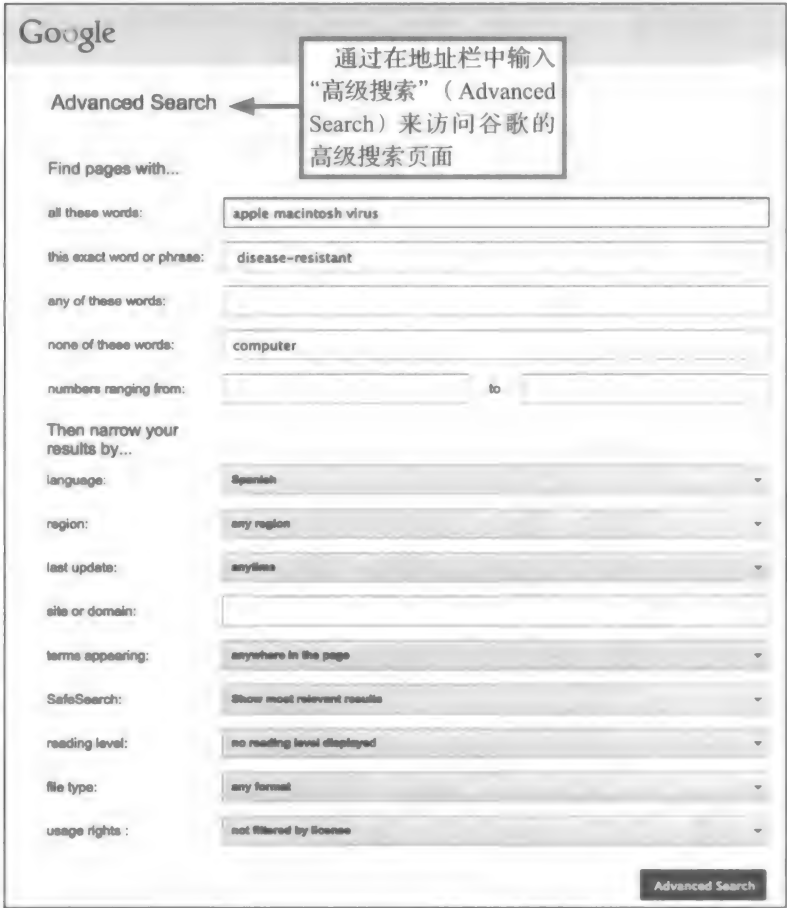 Google
通过在地址栏中输入
“高级搜索”（Advanced
Search）来访问谷歌的
高级搜索页面
Advanced Search
Find pages with...
all these words: apple macintosh virus
this exact word or phrase: disease-resistant
any of these words:
none of these words: computer
numbers ranging from: to
Then narrow your
results by...
language: Spanish
region: any region
last update: anytime
site or domain:
terms appearing: anywhere in the page
SafeSearch: Show most relevant results
reading level: no reading level displayed
file type: any format
usage rights : not filtered by license
Advanced Search